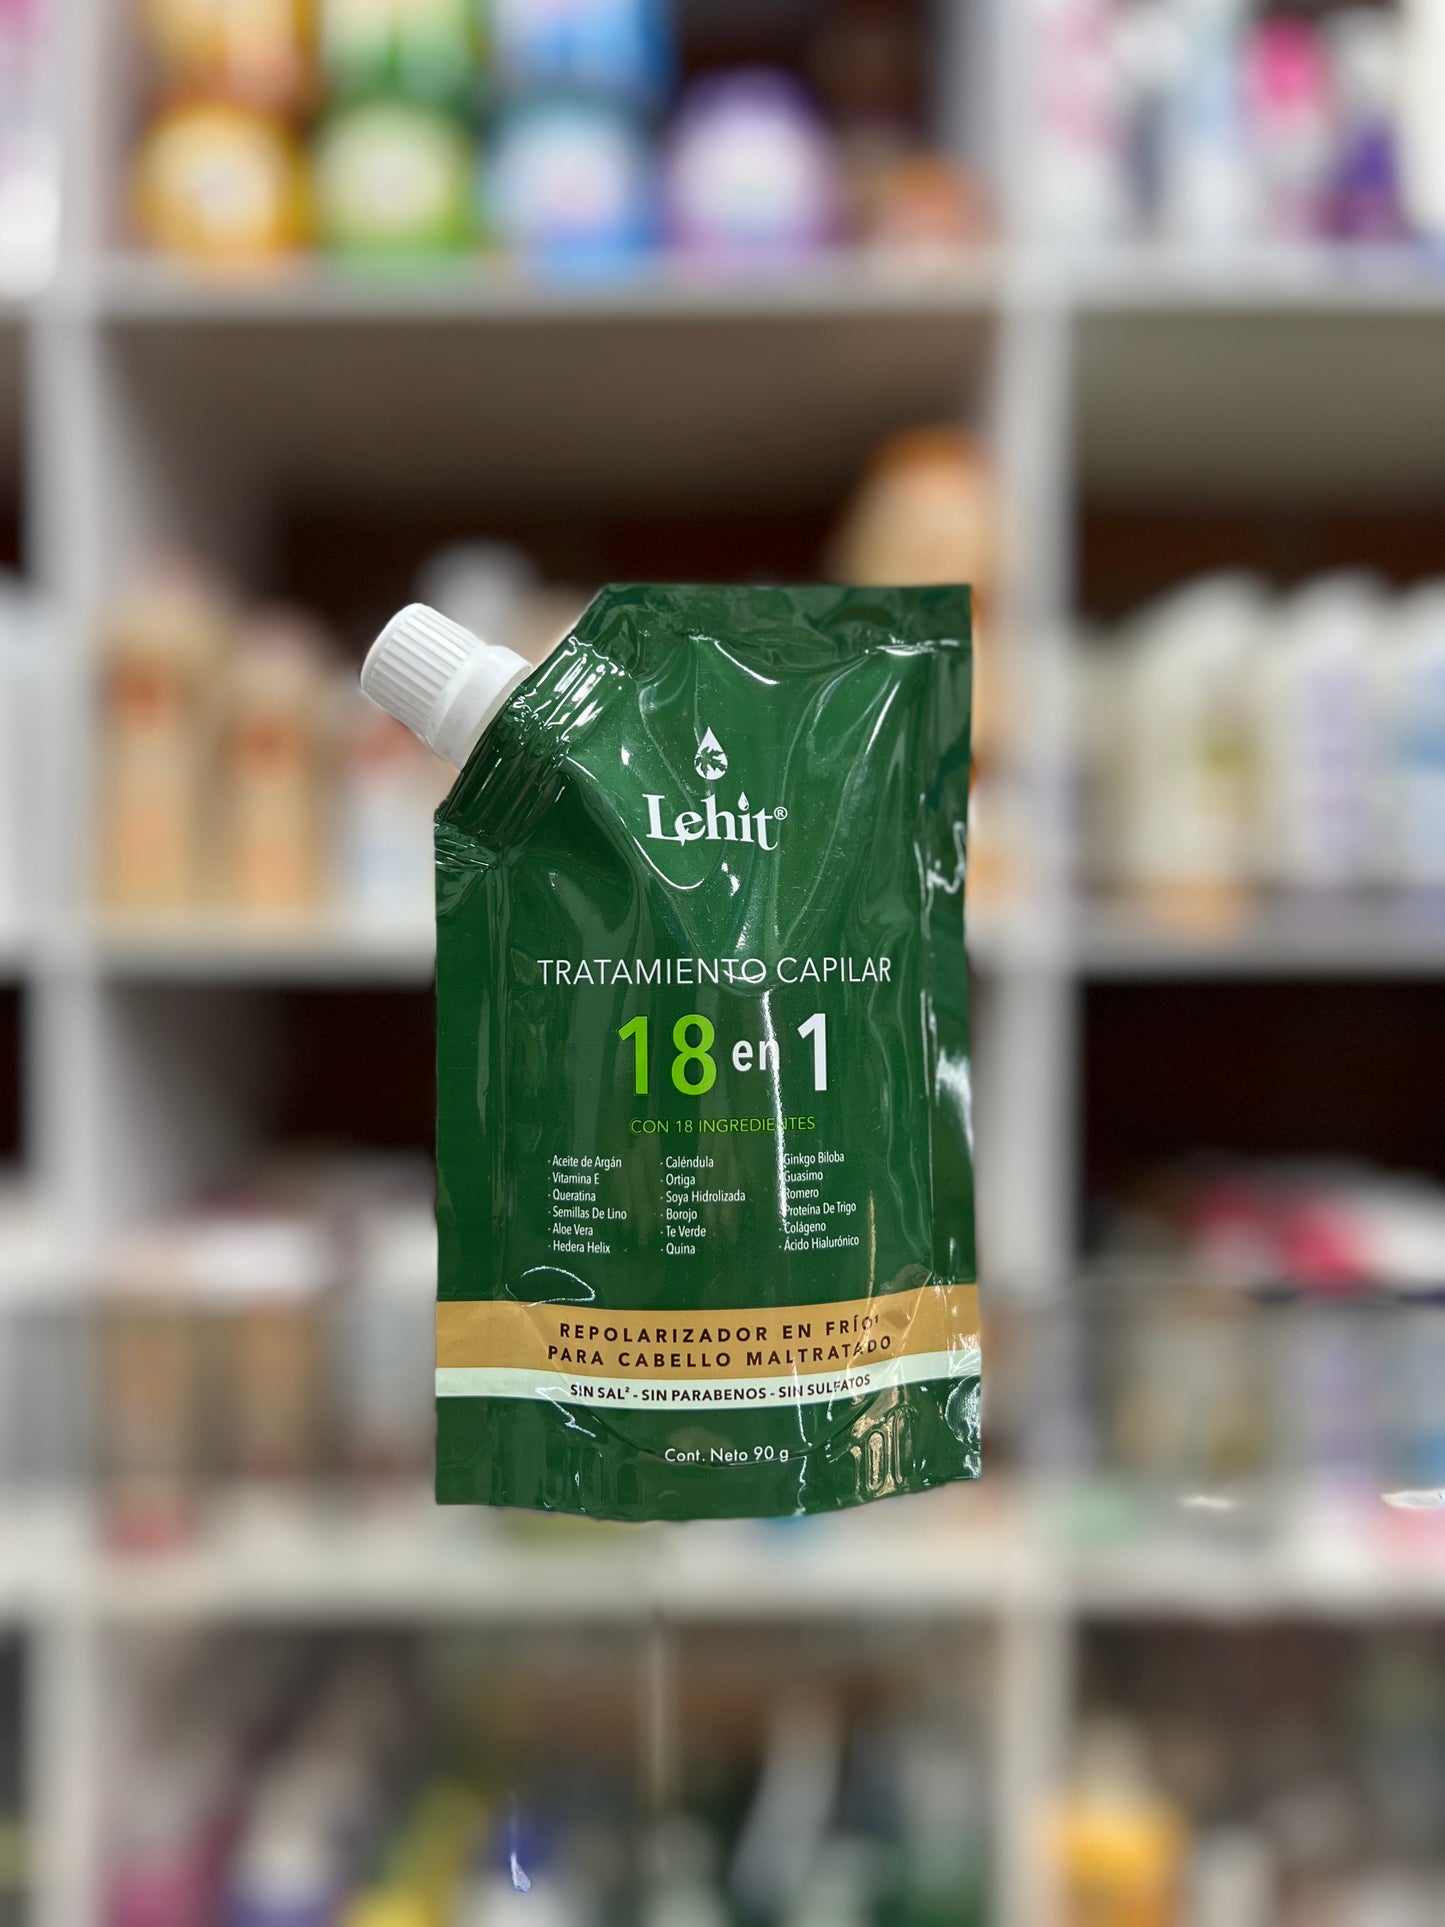 Lehit®
TRATAMIENTO CAPILAR
18 en 1
CON 18 INGREDIENTES
· Aceite de Argán
· Vitamina E
· Queratina
· Semillas De Lino
· Aloe Vera
· Hedera Helix
· Caléndula
· Ortiga
· Soya Hidrolizada
· Borojo
· Te Verde
· Quina
· Ginkgo Biloba
· Guasimo
· Romero
· Proteína De Trigo
· Colágeno
· Ácido Hialurónico
REPOLARIZADOR EN FRÍO¹
PARA CABELLO MALTRATADO
SIN SAL² - SIN PARABENOS - SIN SULFATOS
Cont. Neto 90 g